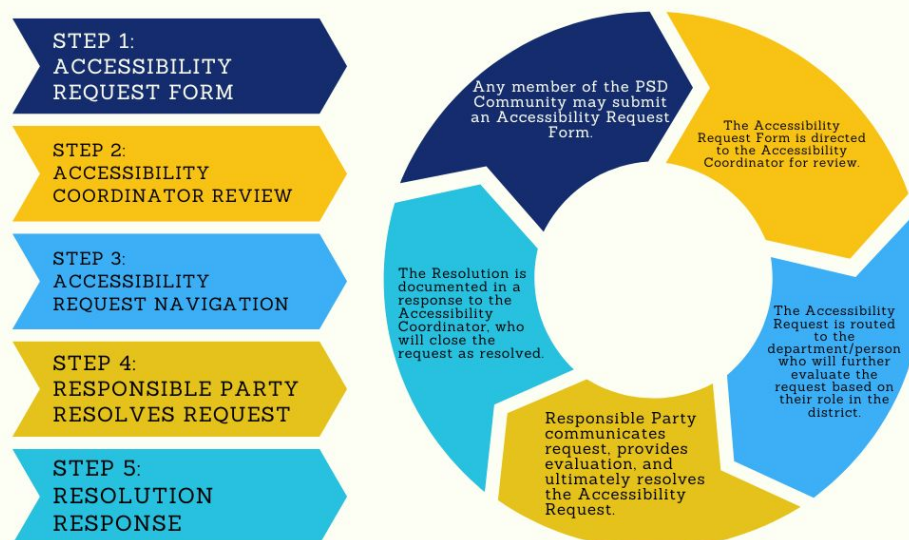 STEP 1:
ACCESSIBILITY
REQUEST FORM
STEP 2:
ACCESSIBILITY
COORDINATOR REVIEW
STEP 3:
ACCESSIBILITY
REQUEST NAVIGATION
STEP 4:
RESPONSIBLE PARTY
RESOLVES REQUEST
STEP 5:
RESOLUTION
RESPONSE
Any member of the PSD
Community may submit
an Accessibility Request
Form.
The Accessibility
Request Form is directed
to the Accessibility
Coordinator for review.
The Accessibility
Request is routed
to the
department/person
who will further
evaluate the
request based on
their role in the
district.
Responsible Party
communicates
request, provides
evaluation, and
ultimately resolves
the Accessibility
Request.
The Resolution is
documented in a
response to the
Accessibility
Coordinator, who
will close the
request as resolved.